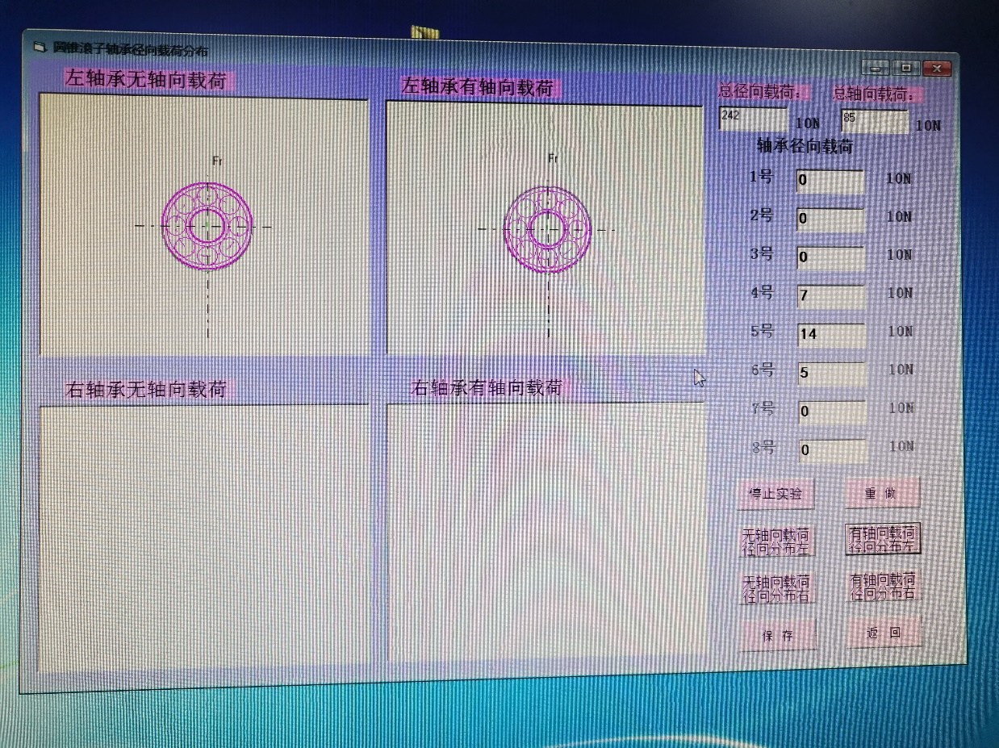 圆锥滚子轴承径向载荷分布
左轴承无轴向载荷
左轴承有轴向载荷
总径向载荷：
总轴向载荷：
242
10N
85
10N
轴承径向载荷
Fr
Fr
1号 0 10N
2号 0 10N
3号 0 10N
4号 7 10N
5号 14 10N
6号 5 10N
7号 0 10N
8号 0 10N
右轴承无轴向载荷
右轴承有轴向载荷
停止实验
重 做
无轴向载荷
径向分布左
有轴向载荷
径向分布左
无轴向载荷
径向分布右
有轴向载荷
径向分布右
保 存
返 回